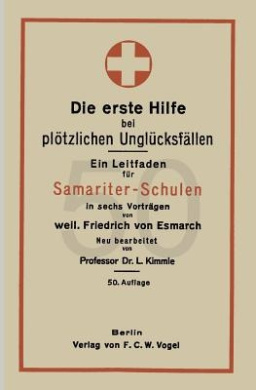 Die erste Hilfe
bei
plötzlichen Unglücksfällen
Ein Leitfaden
für
Samariter-Schulen
in sechs Vorträgen
von
weil. Friedrich von Esmarch
Neu bearbeitet
von
Professor Dr. L. Kimmle
50. Auflage
50
Berlin
Verlag von F. C. W. Vogel